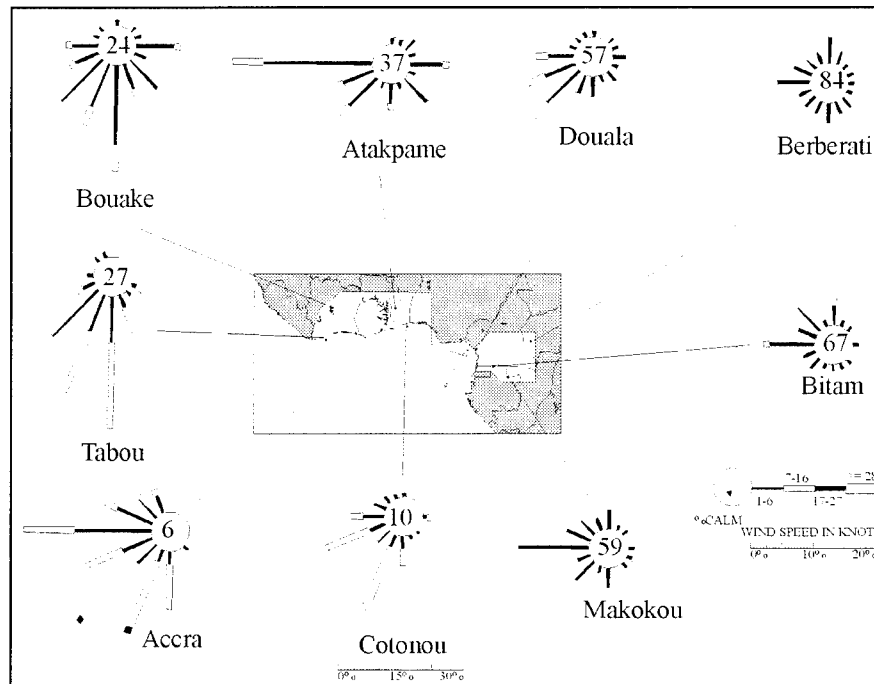 24
37
57
84
Bouake
Atakpame
Douala
Berberati
27
67
Tabou
Bitam
6
10
59
Accra
Cotonou
Makokou
7-16
>= 28
1-6
17-27
%CALM
WIND SPEED IN KNOT
0% 10% 20%
0% 15% 30%